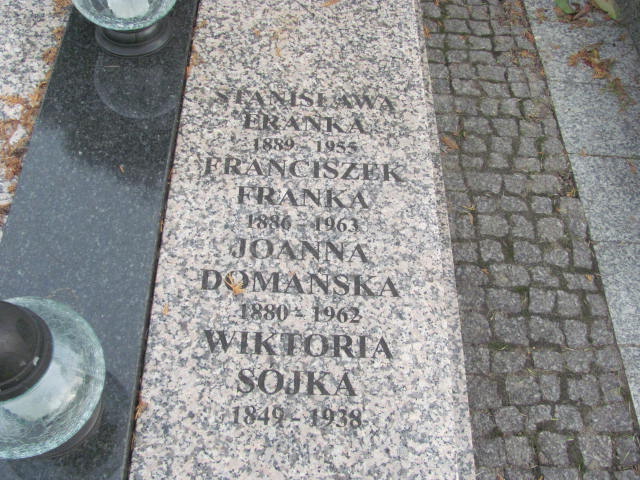 STANISŁAWA
FRANKA
1889 - 1955
FRANCISZEK
FRANKA
1886 - 1963
JOANNA
DOMAŃSKA
1880 - 1962
WIKTORIA
SÓJKA
1849 - 1938